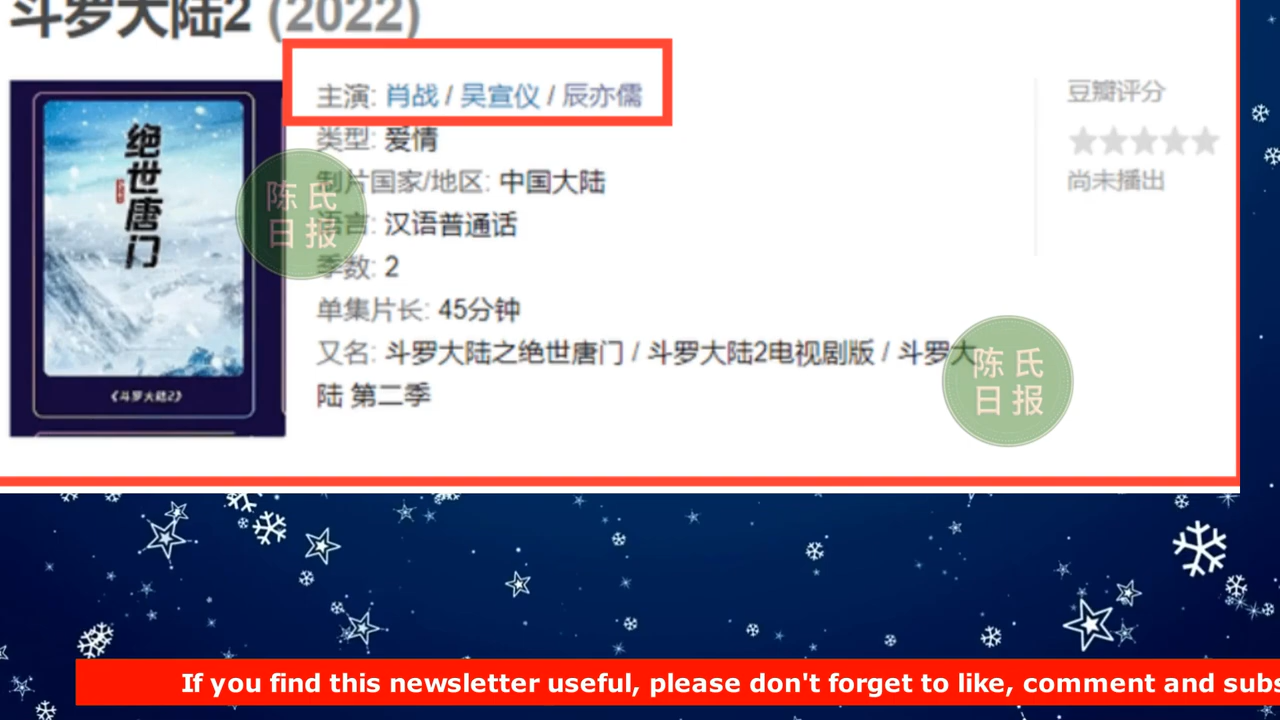 斗罗大陆2 (2022)
主演: 肖战 / 吴宣仪 / 辰亦儒
类型: 爱情
制片国家/地区: 中国大陆
语言: 汉语普通话
季数: 2
单集片长: 45分钟
又名: 斗罗大陆之绝世唐门 / 斗罗大陆2电视剧版 / 斗罗大
陆 第二季
豆瓣评分
尚未播出
绝世唐门
《斗罗大陆2》
陈氏
日报
陈氏
日报
If you find this newsletter useful, please don't forget to like, comment and subs